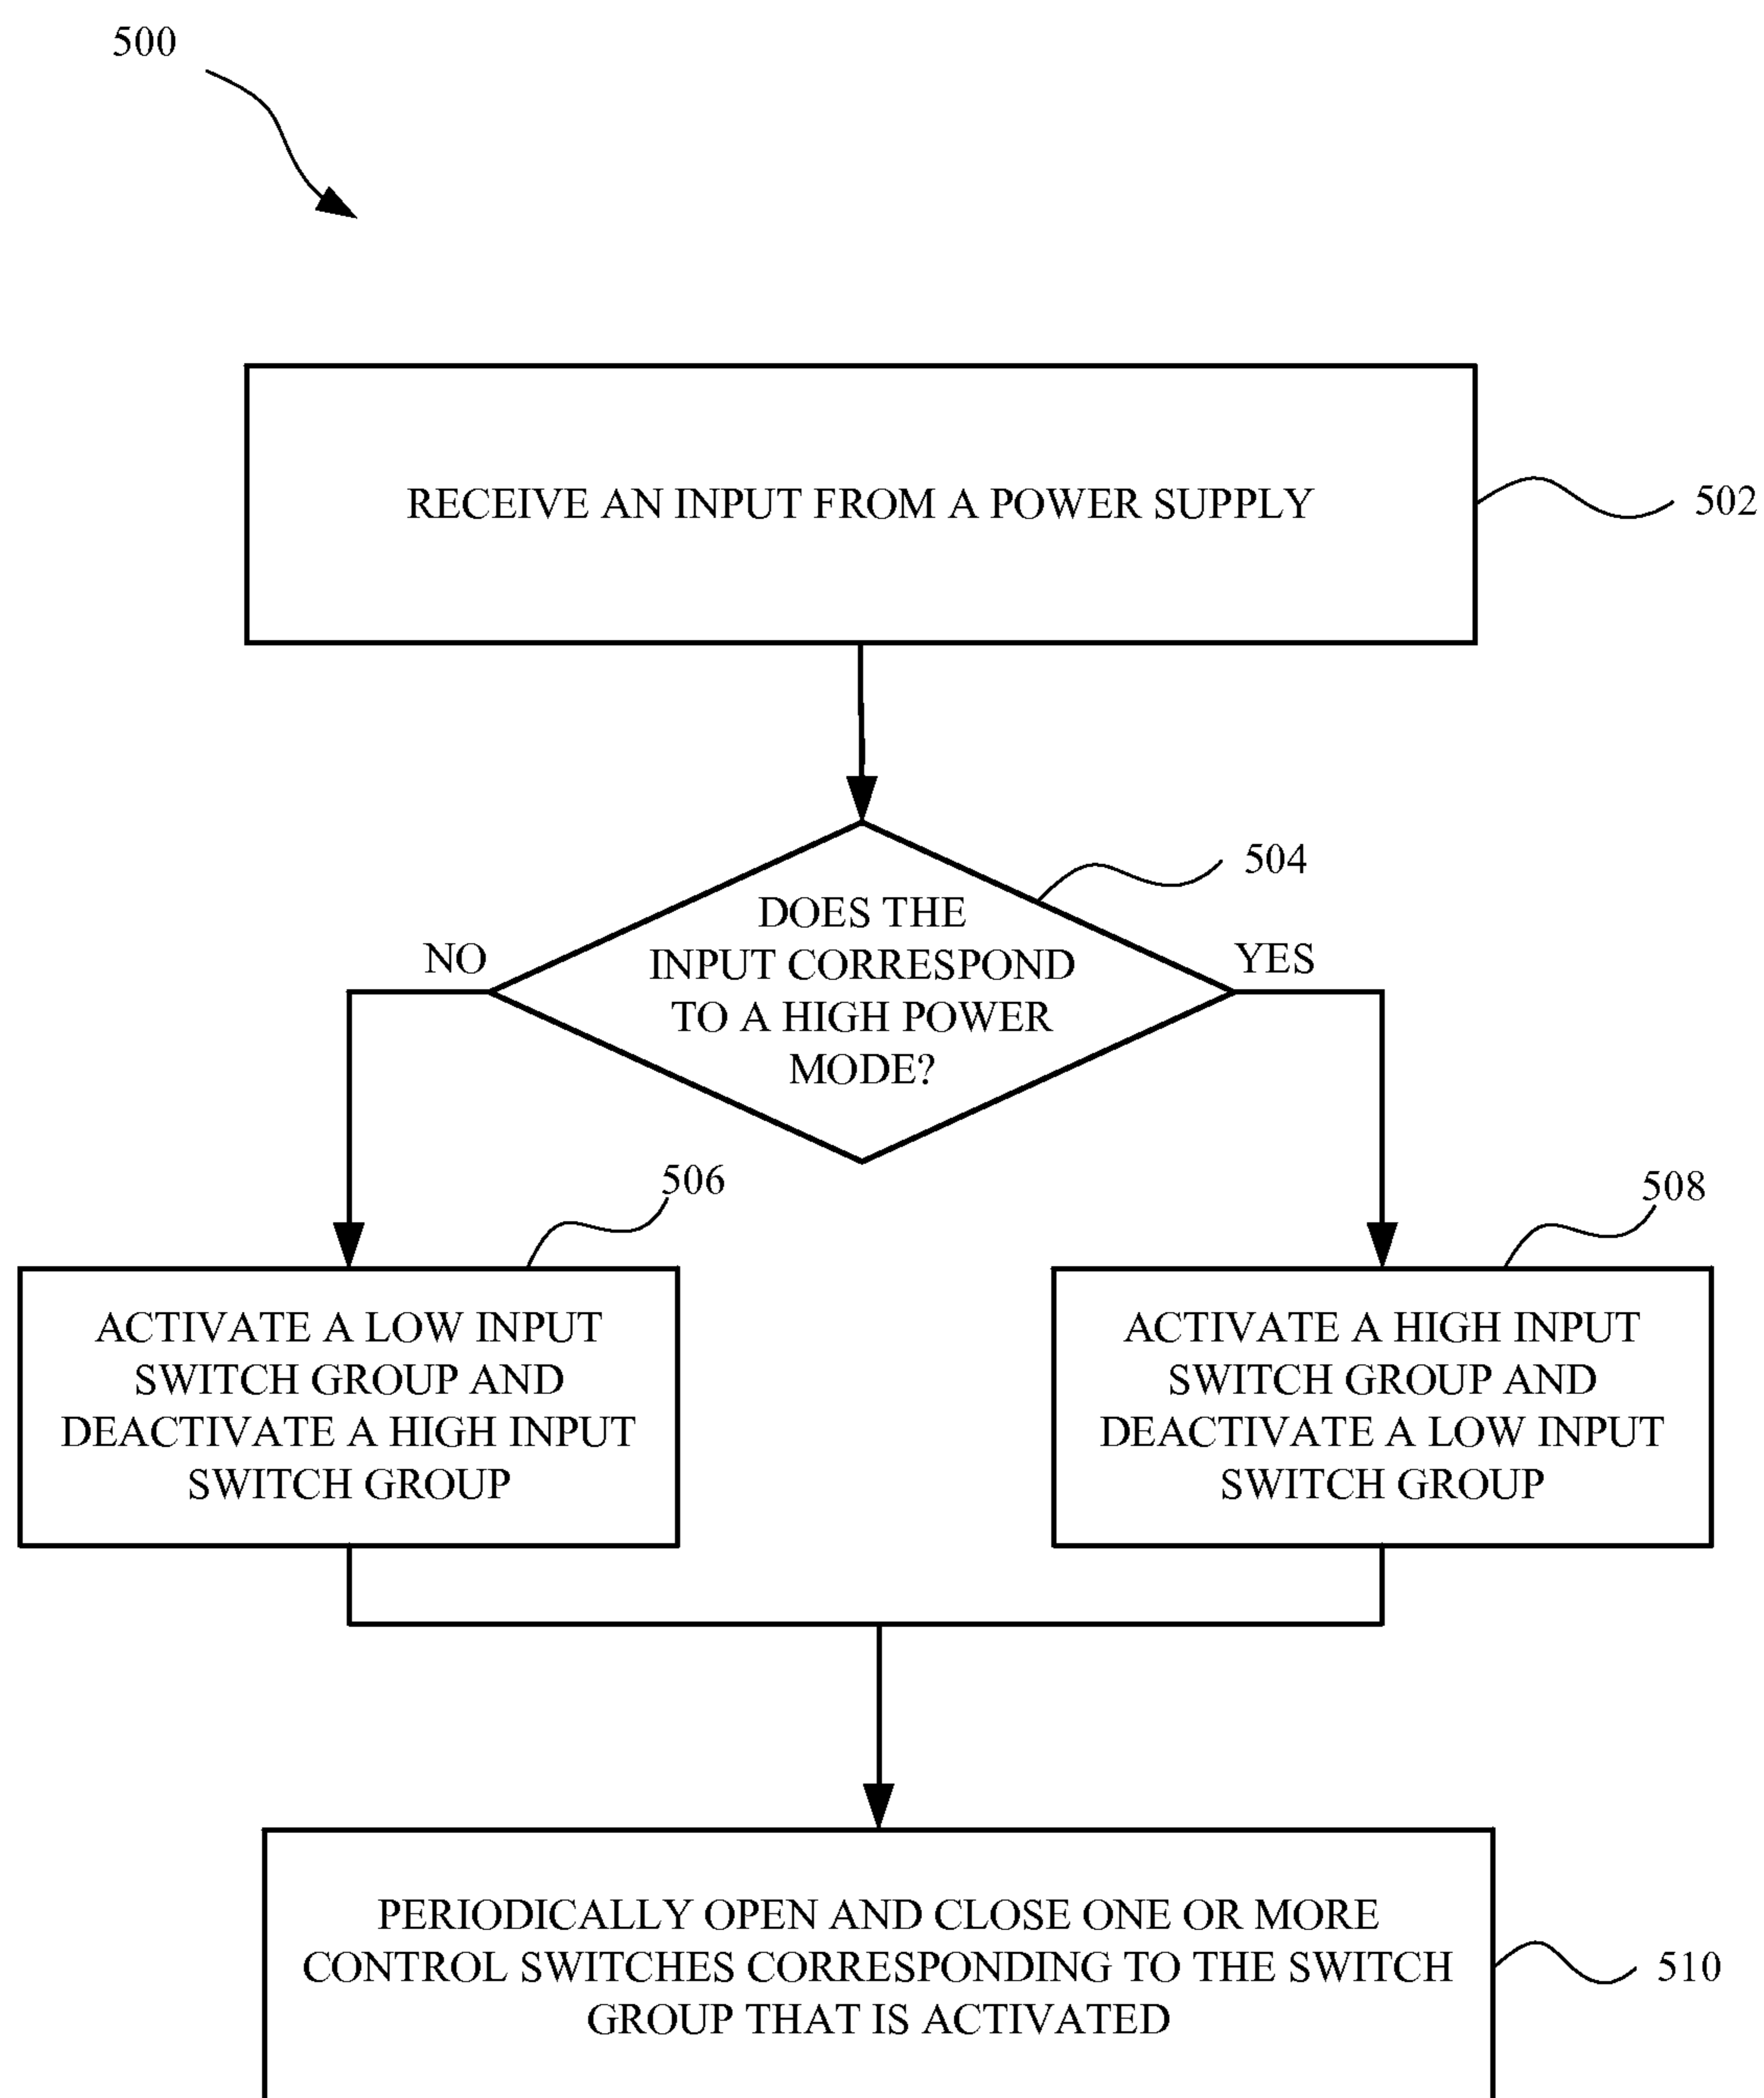 500
RECEIVE AN INPUT FROM A POWER SUPPLY
502
504
DOES THE
INPUT CORRESPOND
TO A HIGH POWER
MODE?
NO
YES
506
508
ACTIVATE A LOW INPUT
SWITCH GROUP AND
DEACTIVATE A HIGH INPUT
SWITCH GROUP
ACTIVATE A HIGH INPUT
SWITCH GROUP AND
DEACTIVATE A LOW INPUT
SWITCH GROUP
PERIODICALLY OPEN AND CLOSE ONE OR MORE
CONTROL SWITCHES CORRESPONDING TO THE SWITCH
GROUP THAT IS ACTIVATED
510